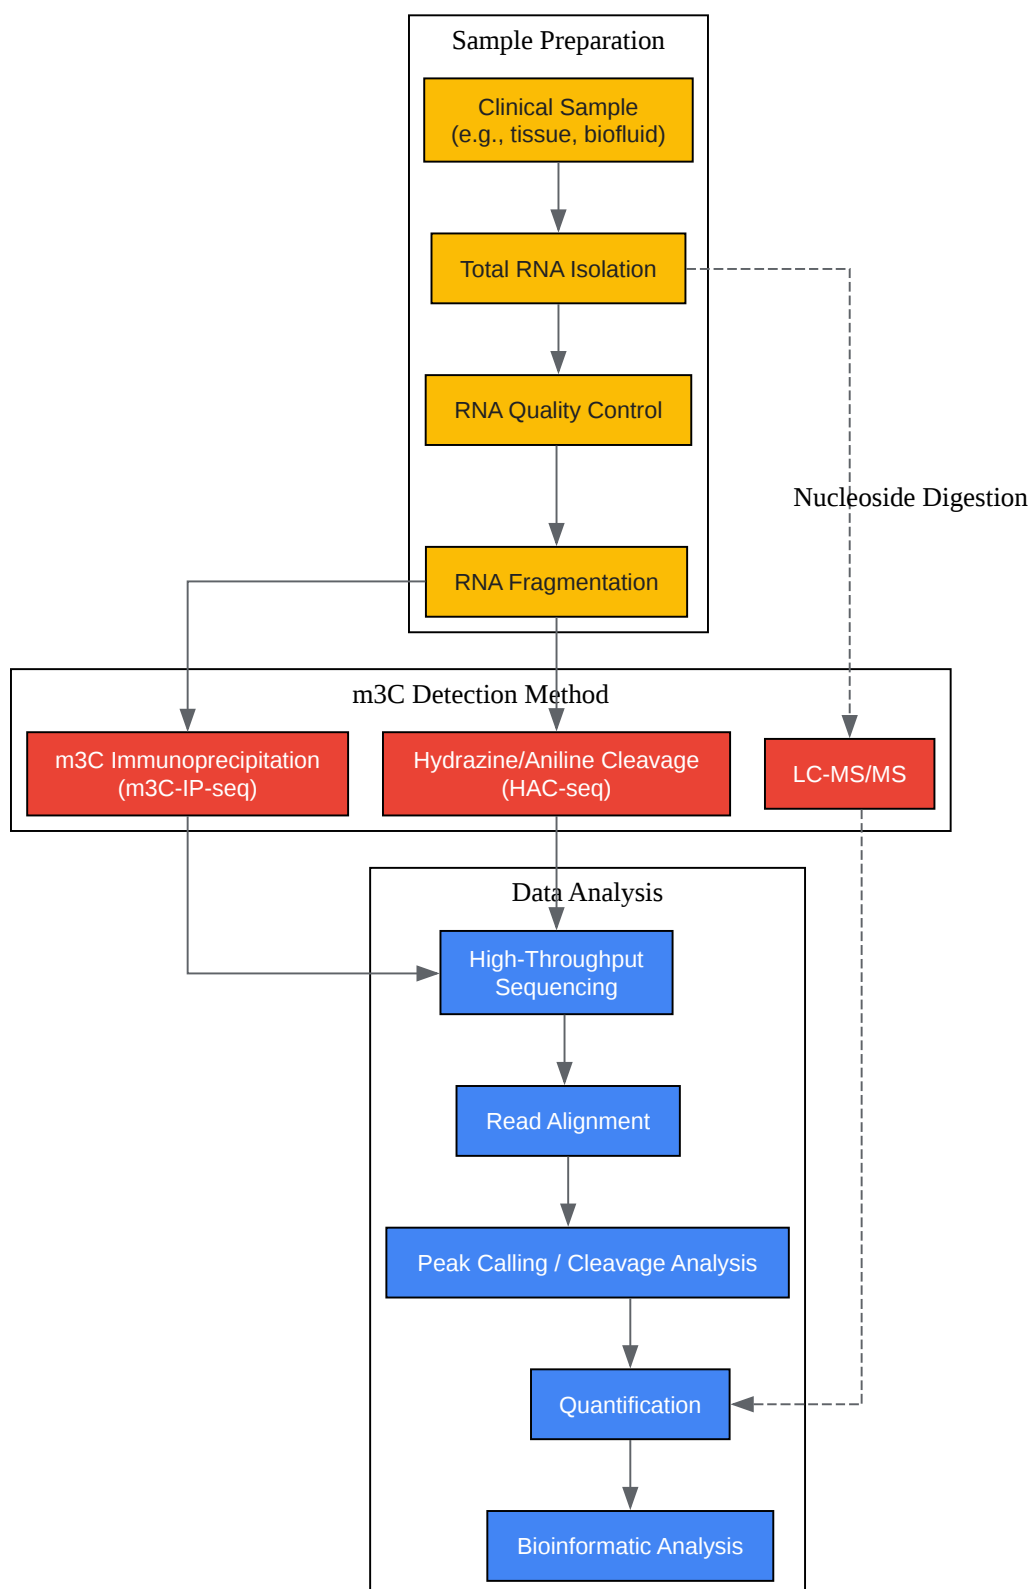 Sample Preparation
Clinical Sample
(e.g., tissue, biofluid)
Total RNA Isolation
RNA Quality Control
Nucleoside Digestion
RNA Fragmentation
m3C Detection Method
m3C Immunoprecipitation
(m3C-IP-seq)
Hydrazine/Aniline Cleavage
(HAC-seq)
LC-MS/MS
Data Analysis
High-Throughput
Sequencing
Read Alignment
Peak Calling / Cleavage Analysis
Quantification
Bioinformatic Analysis